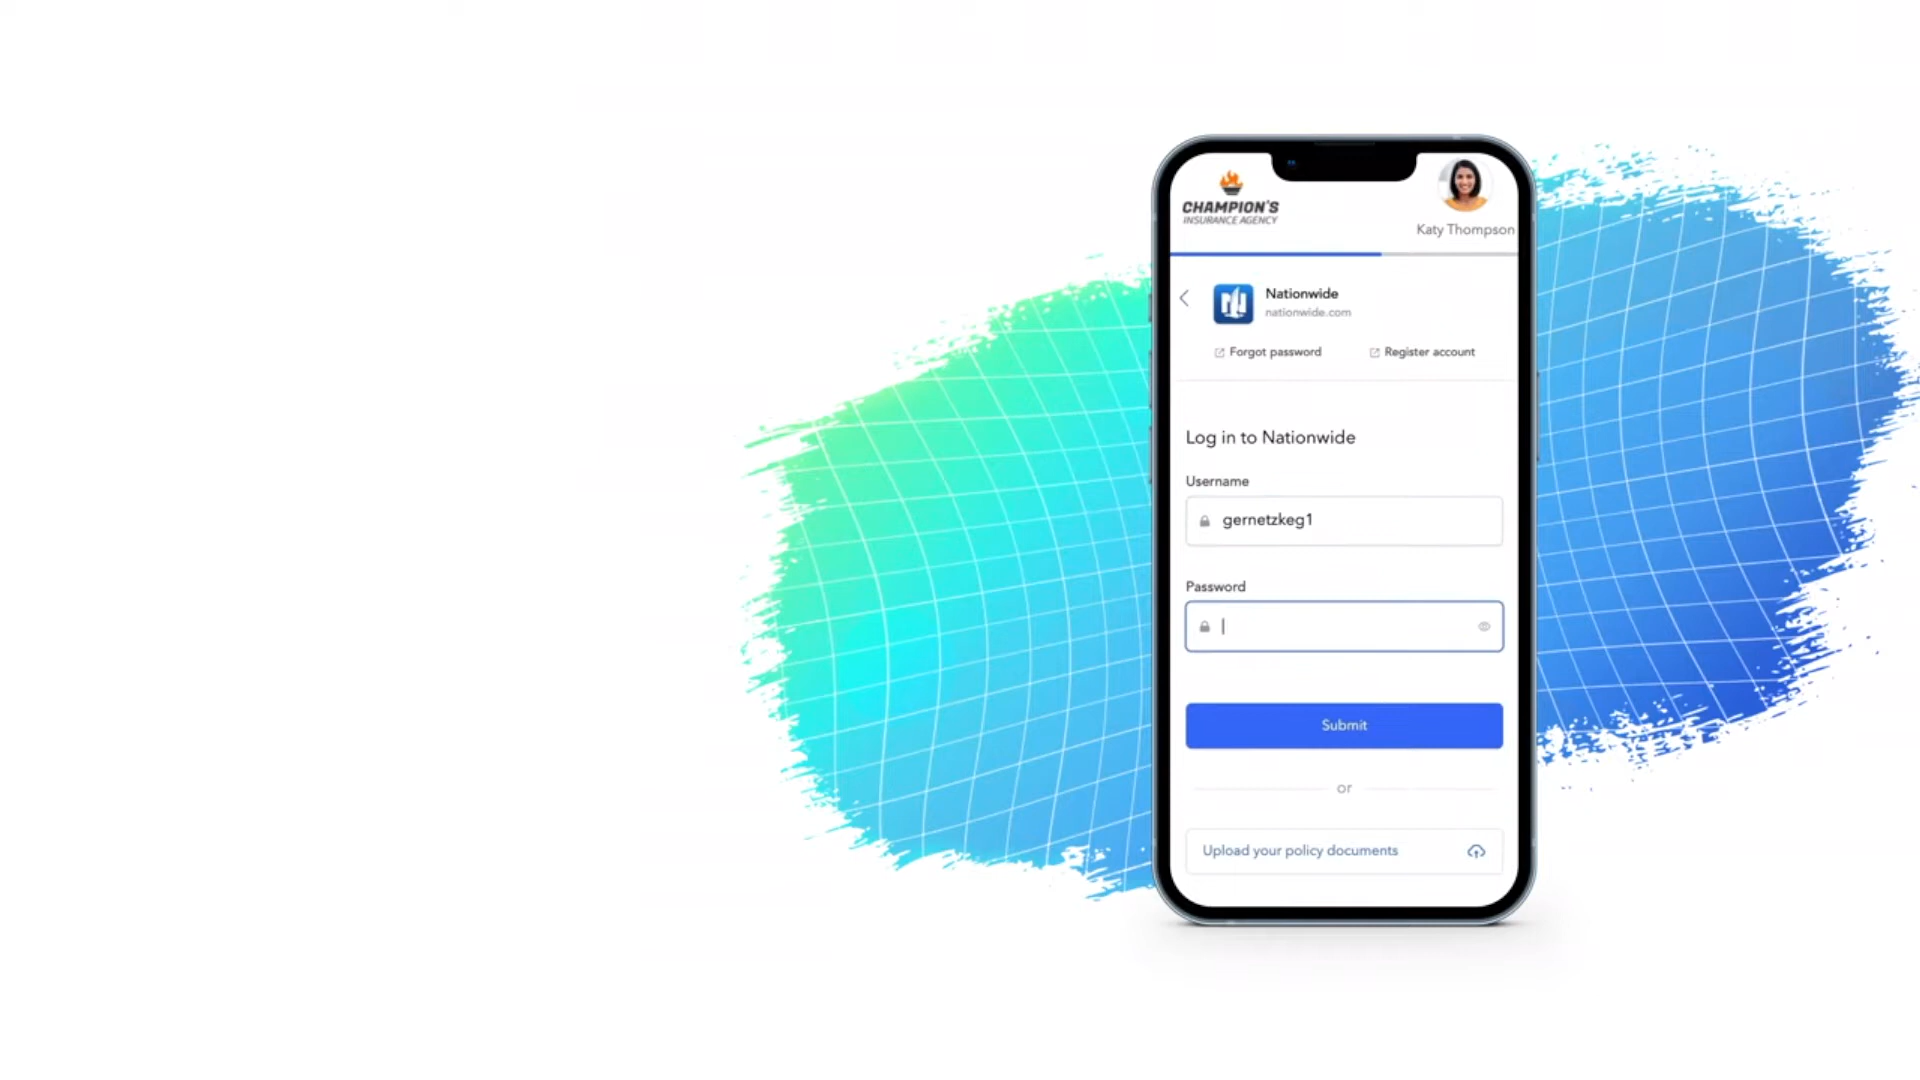 CHAMPION'S
INSURANCE AGENCY
Katy Thompson
Nationwide
nationwide.com
Forgot password
Register account
Log in to Nationwide
Username
gernetzkeg1
Password
Submit
or
Upload your policy documents